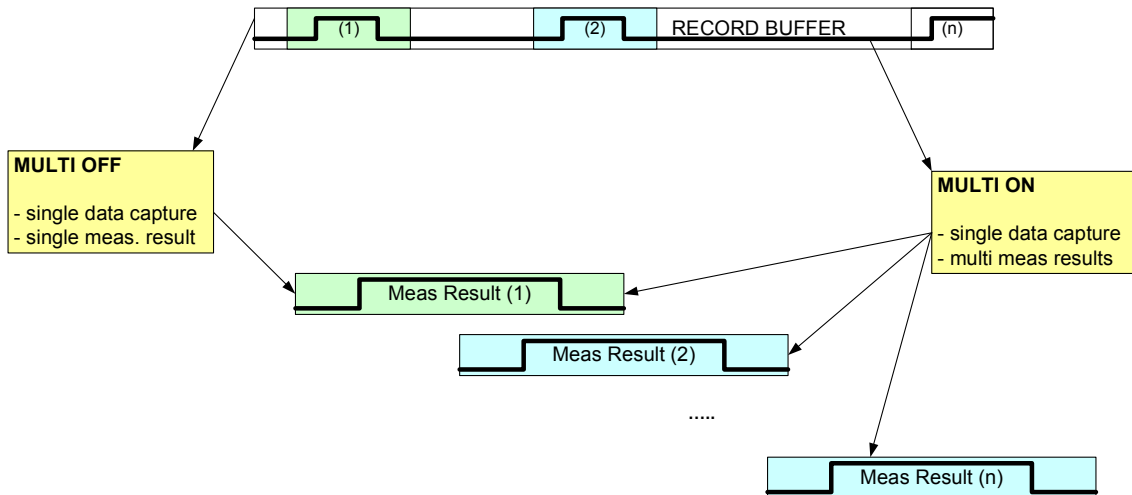 (1)
(2)
RECORD BUFFER
(n)
MULTI OFF
- single data capture
- single meas. result
MULTI ON
- single data capture
- multi meas results
Meas Result (1)
Meas Result (2)
.....
Meas Result (n)